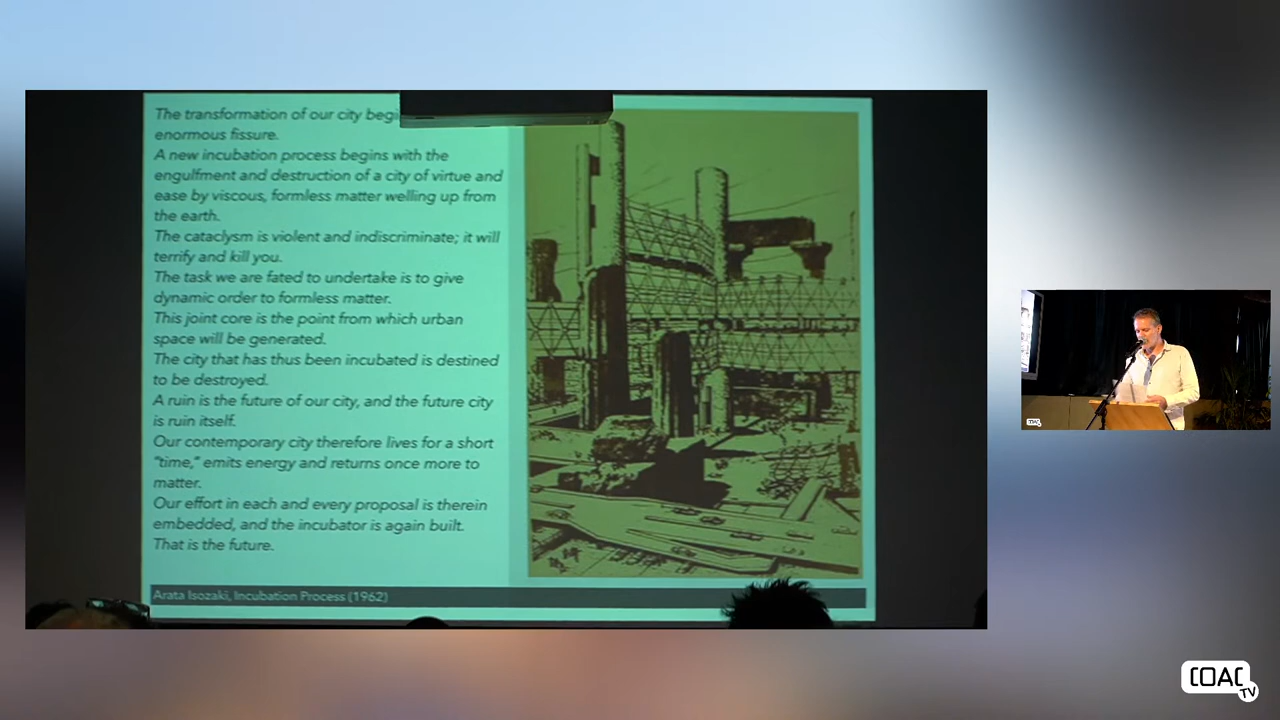 The transformation of our city
enormous fissure.
A new incubation process begins with the
engulfment and destruction of a city of virtue and
ease by viscous, formless matter welling up from
the earth.
The cataclysm is violent and indiscriminate; it will
terrify and kill you.
The task we are fated to undertake is to give
dynamic order to formless matter.
This joint core is the point from which urban
space will be generated.
The city that has thus been incubated is destined
to be destroyed.
A ruin is the future of our city, and the future city
is ruin itself.
Our contemporary city therefore lives for a short
“time,” emits energy and returns once more to
matter.
Our effort in each and every proposal is therein
embedded, and the incubator is again built.
That is the future.
Arata Isozaki, Incubation Process (1962)
COAC
TV